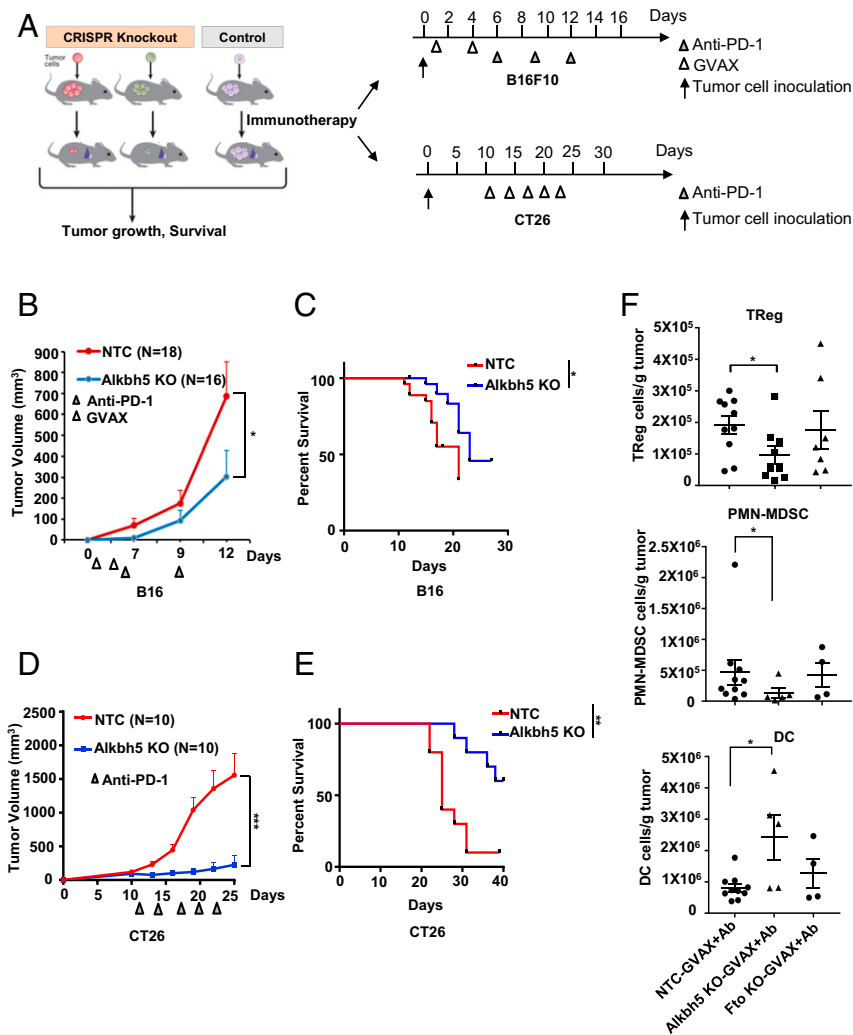 A
CRISPR Knockout
Control
Tumor
cells
Immunotherapy
Tumor growth, Survival
0 2 4 6 8 10 12 14 16 Days
B16F10
Anti-PD-1
GVAX
Tumor cell inoculation
0 5 10 15 20 25 30 Days
CT26
Anti-PD-1
Tumor cell inoculation
B
Tumor Volume (mm³)
900
800
700
600
500
400
300
200
100
0
NTC (N=18)
Alkbh5 KO (N=16)
Anti-PD-1
GVAX
*
0 7 9 12 Days
B16
C
Percent Survival
100
50
0
NTC
Alkbh5 KO
*
0 10 20 30
Days
B16
D
Tumor Volume (mm³)
2500
2000
1500
1000
500
0
NTC (N=10)
Alkbh5 KO (N=10)
Anti-PD-1
***
0 5 10 15 20 25 Days
CT26
E
Percent Survival
100
50
0
NTC
Alkbh5 KO
**
0 10 20 30 40
Days
CT26
F
TReg
TReg cells/g tumor
5X10⁵
4X10⁵
3X10⁵
2X10⁵
1X10⁵
0
*
PMN-MDSC
PMN-MDSC cells/g tumor
2.5X10⁶
2X10⁶
1.5X10⁶
1X10⁶
5X10⁵
0
*
DC
DC cells/g tumor
5X10⁶
4X10⁶
3X10⁶
2X10⁶
1X10⁶
0
*
NTC-GVAX+Ab
Alkbh5 KO-GVAX+Ab
Fto KO-GVAX+Ab